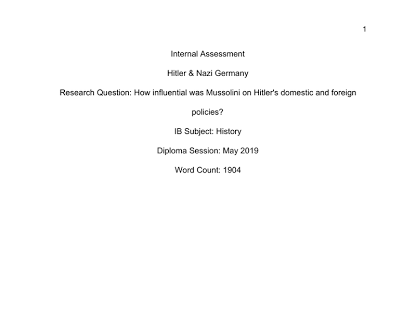 1
Internal Assessment
Hitler & Nazi Germany
Research Question: How influential was Mussolini on Hitler's domestic and foreign
policies?
IB Subject: History
Diploma Session: May 2019
Word Count: 1904